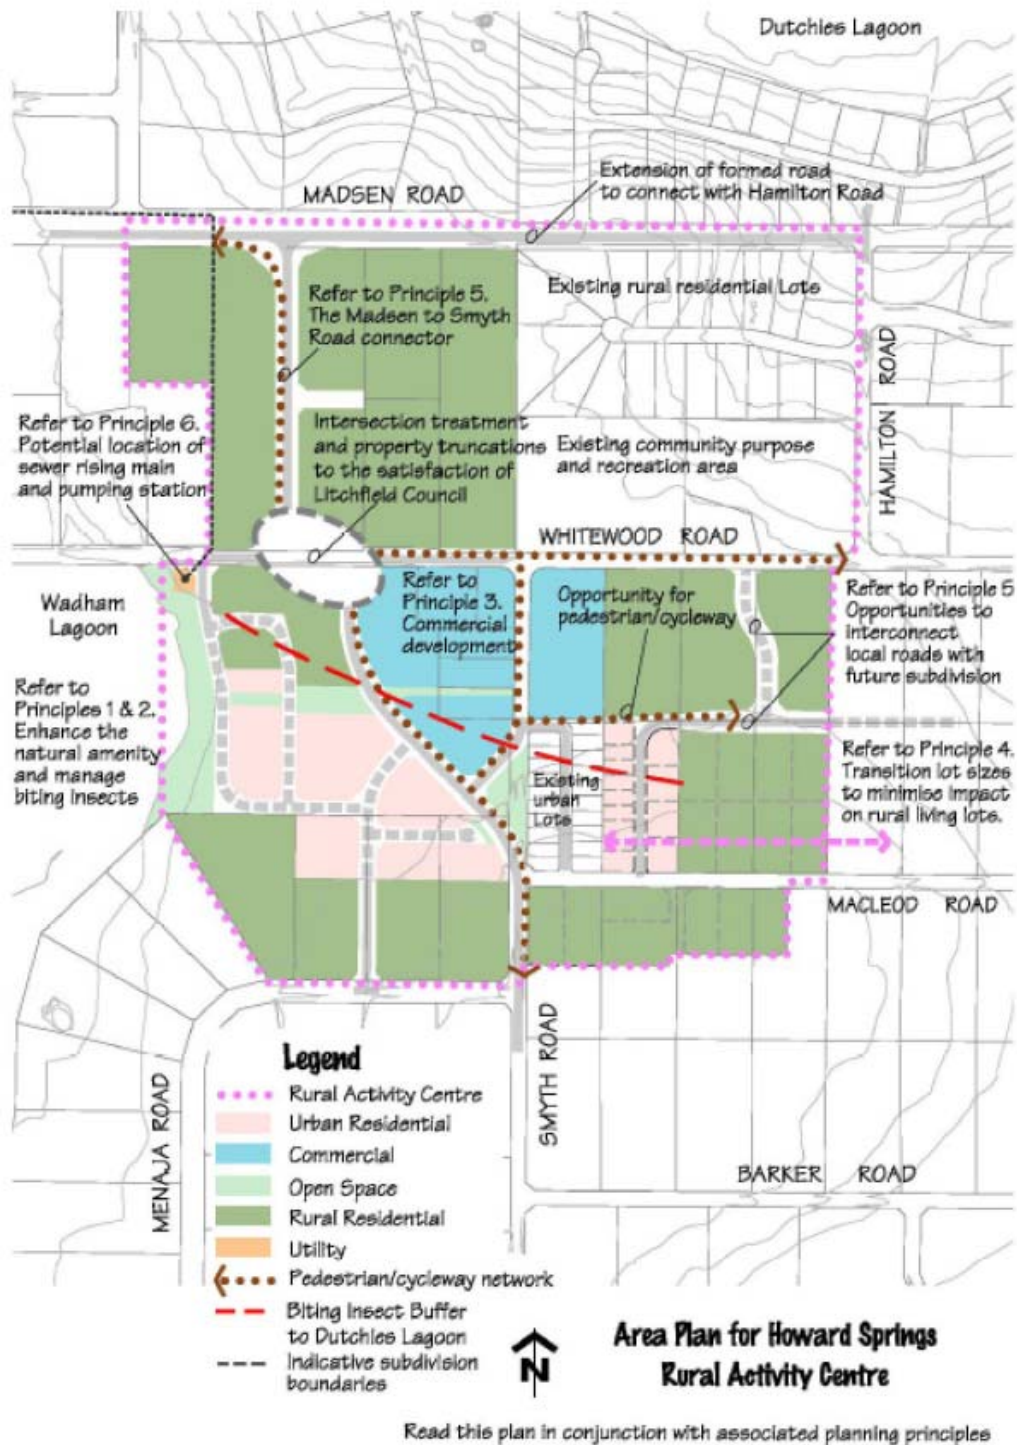 Dutchies Lagoon
Extension of formed road
to connect with Hamilton Road
MADSEN ROAD
Refer to Principle 5.
The Madsen to Smyth
Road connector
Existing rural residential Lots
HAMILTON ROAD
Refer to Principle 6.
Potential location of
sewer rising main
and pumping station
Intersection treatment
and property truncations
to the satisfaction of
Litchfield Council
Existing community purpose
and recreation area
WHITEWOOD ROAD
Wadham
Lagoon
Refer to
Principle 3.
Commercial
development
Opportunity for
pedestrian/cycleway
Refer to Principle 5
Opportunities to
interconnect
local roads with
future subdivision
Refer to
Principles 1 & 2.
Enhance the
natural amenity
and manage
biting insects
Existing
urban
Lots
Refer to Principle 4.
Transition lot sizes
to minimise impact
on rural living lots.
MACLEOD ROAD
SMYTH ROAD
MENAJA ROAD
BARKER ROAD
Legend
Rural Activity Centre
Urban Residential
Commercial
Open Space
Rural Residential
Utility
Pedestrian/cycleway network
Biting Insect Buffer
to Dutchies Lagoon
Indicative subdivision
boundaries
N
Area Plan for Howard Springs
Rural Activity Centre
Read this plan in conjunction with associated planning principles